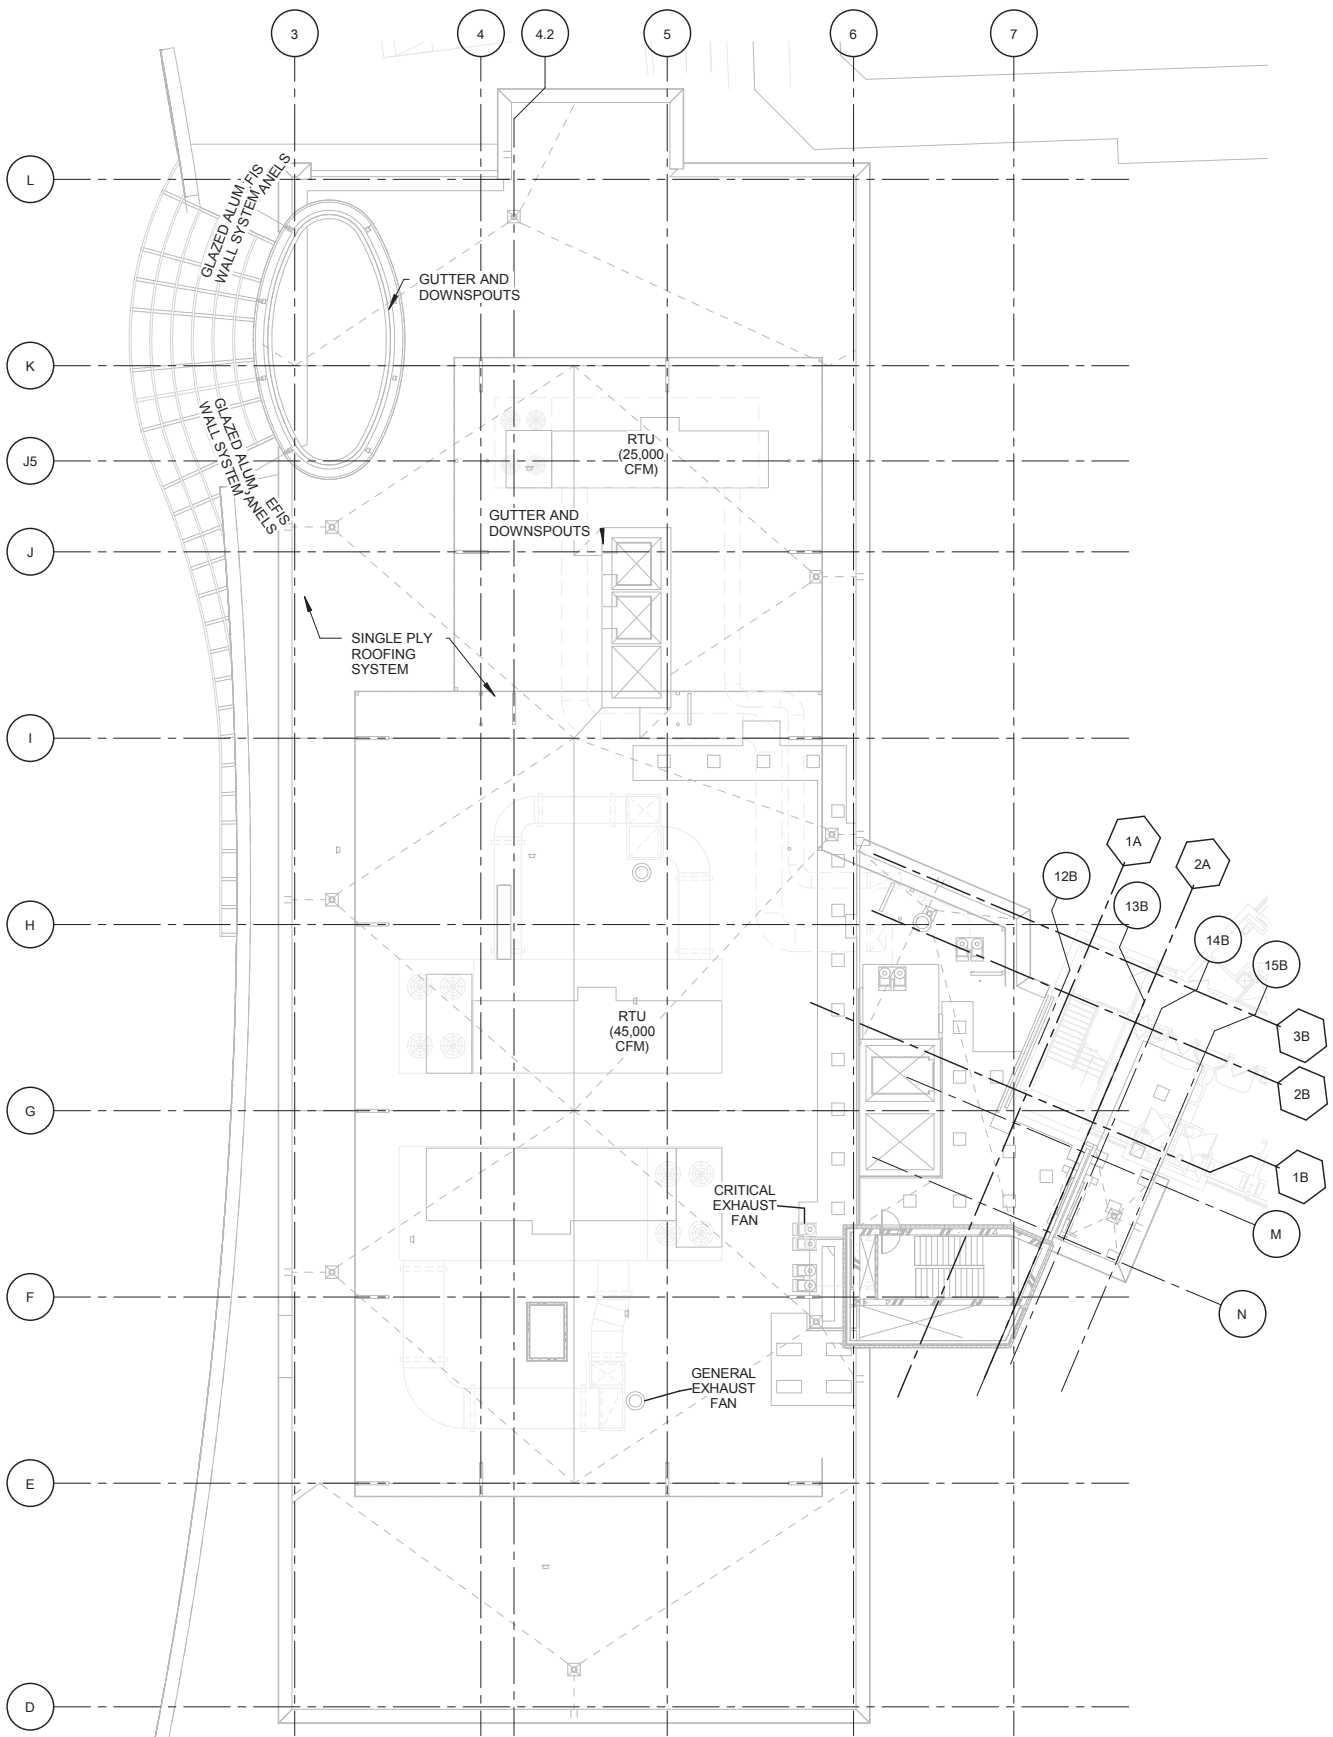 3
4
4.2
5
6
7
L
K
J5
J
I
H
G
F
E
D
GLAZED ALUM.
WALL SYSTEM
GUTTER AND
DOWNSPOUTS
GLAZED ALUM.
WALL SYSTEM
EFIS
PANELS
RTU
(25,000
CFM)
GUTTER AND
DOWNSPOUTS
SINGLE PLY
ROOFING
SYSTEM
1A
2A
12B
13B
14B
15B
RTU
(45,000
CFM)
3B
2B
1B
M
N
CRITICAL
EXHAUST
FAN
GENERAL
EXHAUST
FAN